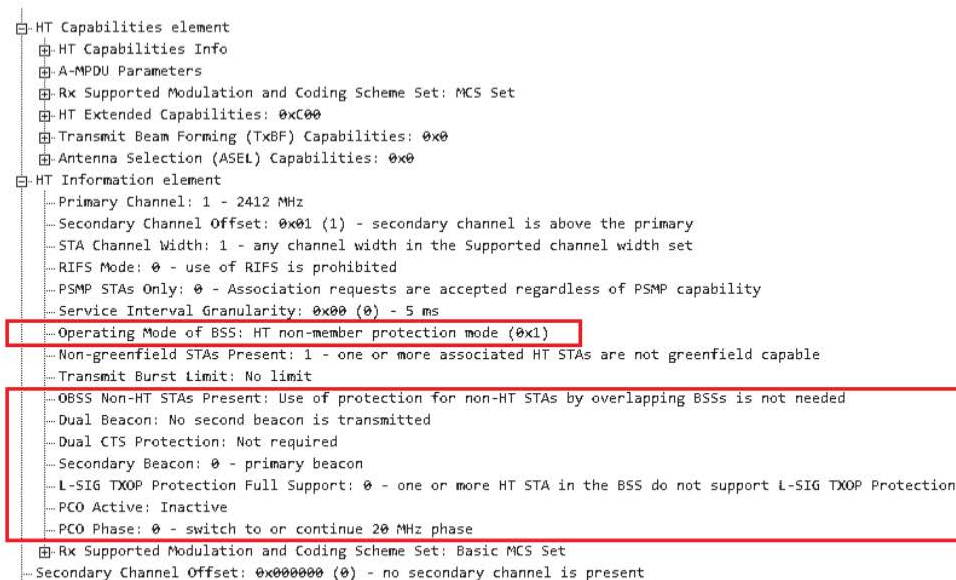 HT Capabilities element
HT Capabilities Info
A-MPDU Parameters
Rx Supported Modulation and Coding Scheme Set: MCS Set
HT Extended Capabilities: 0xC00
Transmit Beam Forming (TxBF) Capabilities: 0x0
Antenna Selection (ASEL) Capabilities: 0x0
HT Information element
Primary Channel: 1 - 2412 MHz
Secondary Channel Offset: 0x01 (1) - secondary channel is above the primary
STA Channel Width: 1 - any channel width in the Supported channel width set
RIFS Mode: 0 - use of RIFS is prohibited
PSMP STAs Only: 0 - Association requests are accepted regardless of PSMP capability
Service Interval Granularity: 0x00 (0) - 5 ms
Operating Mode of BSS: HT non-member protection mode (0x1)
Non-greenfield STAs Present: 1 - one or more associated HT STAs are not greenfield capable
Transmit Burst Limit: No limit
OBSS Non-HT STAs Present: Use of protection for non-HT STAs by overlapping BSSs is not needed
Dual Beacon: No second beacon is transmitted
Dual CTS Protection: Not required
Secondary Beacon: 0 - primary beacon
L-SIG TXOP Protection Full Support: 0 - one or more HT STA in the BSS do not support L-SIG TXOP Protection
PCO Active: Inactive
PCO Phase: 0 - switch to or continue 20 MHz phase
Rx Supported Modulation and Coding Scheme Set: Basic MCS Set
Secondary Channel Offset: 0x000000 (0) - no secondary channel is present